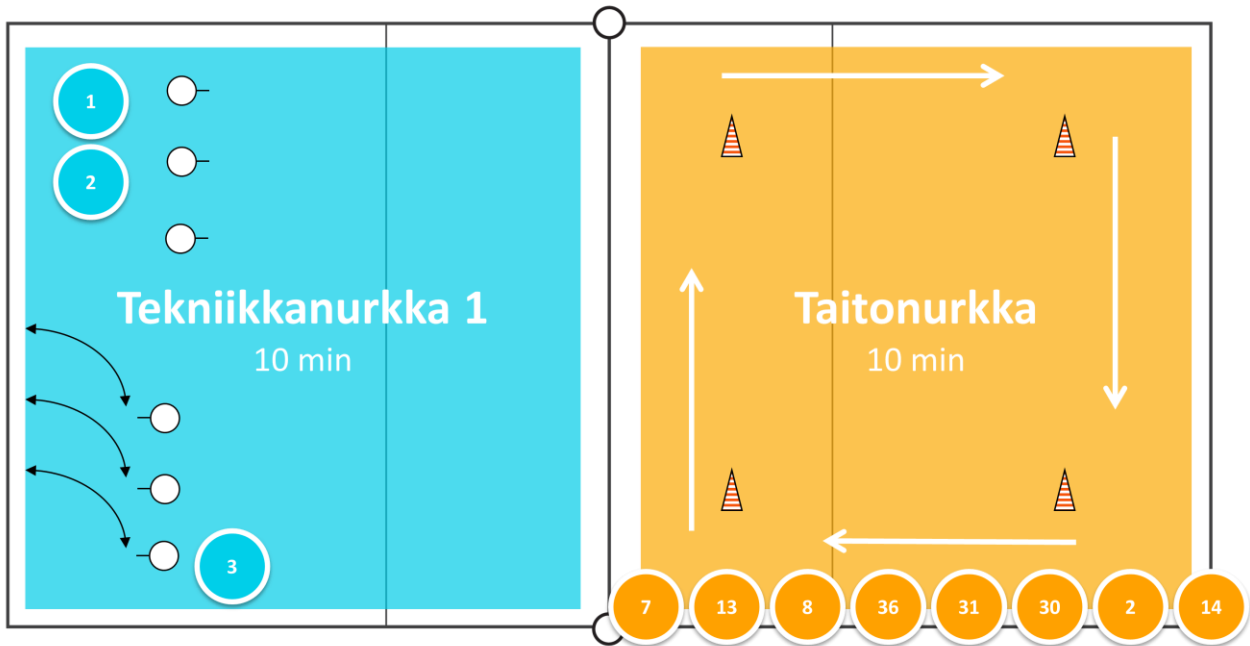 1
2
Tekniikkanurkka 1
10 min
3
Taitonurkka
10 min
7 13 8 36 31 30 2 14